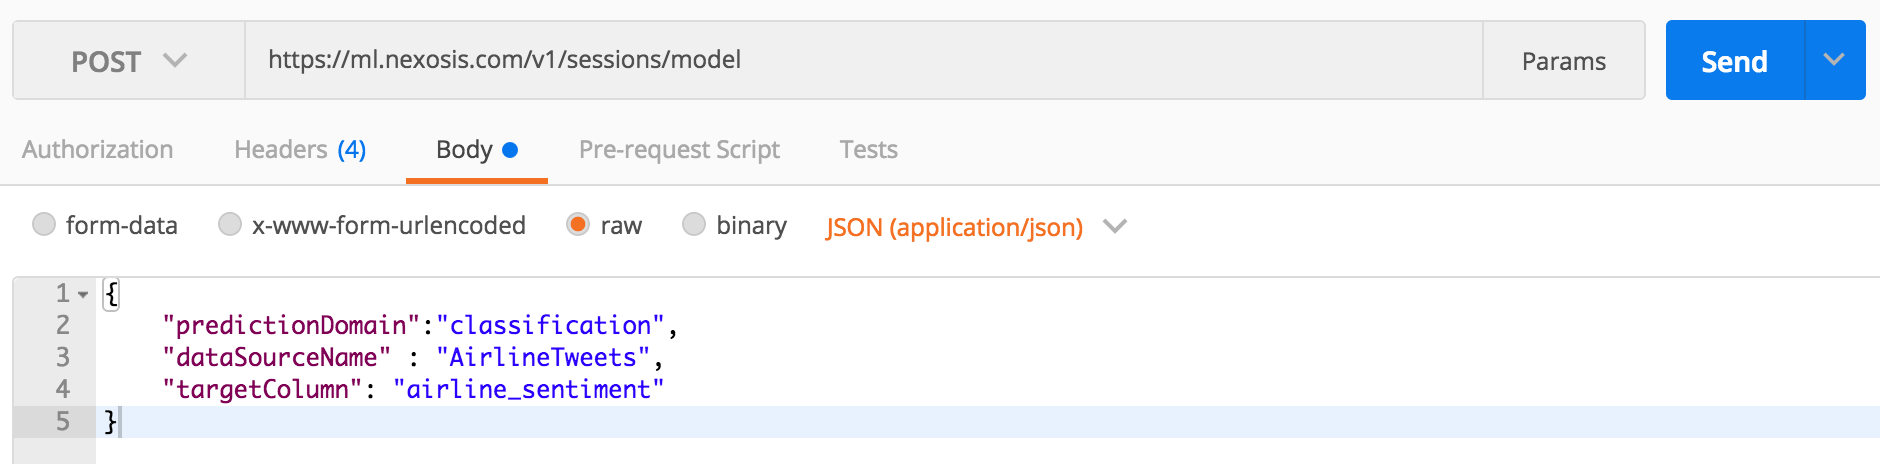 POST https://ml.nexosis.com/v1/sessions/model Params Send
Authorization Headers (4) Body Pre-request Script Tests
form-data x-www-form-urlencoded raw binary JSON (application/json)
1 {
2 "predictionDomain":"classification",
3 "dataSourceName" : "AirlineTweets",
4 "targetColumn": "airline_sentiment"
5 }